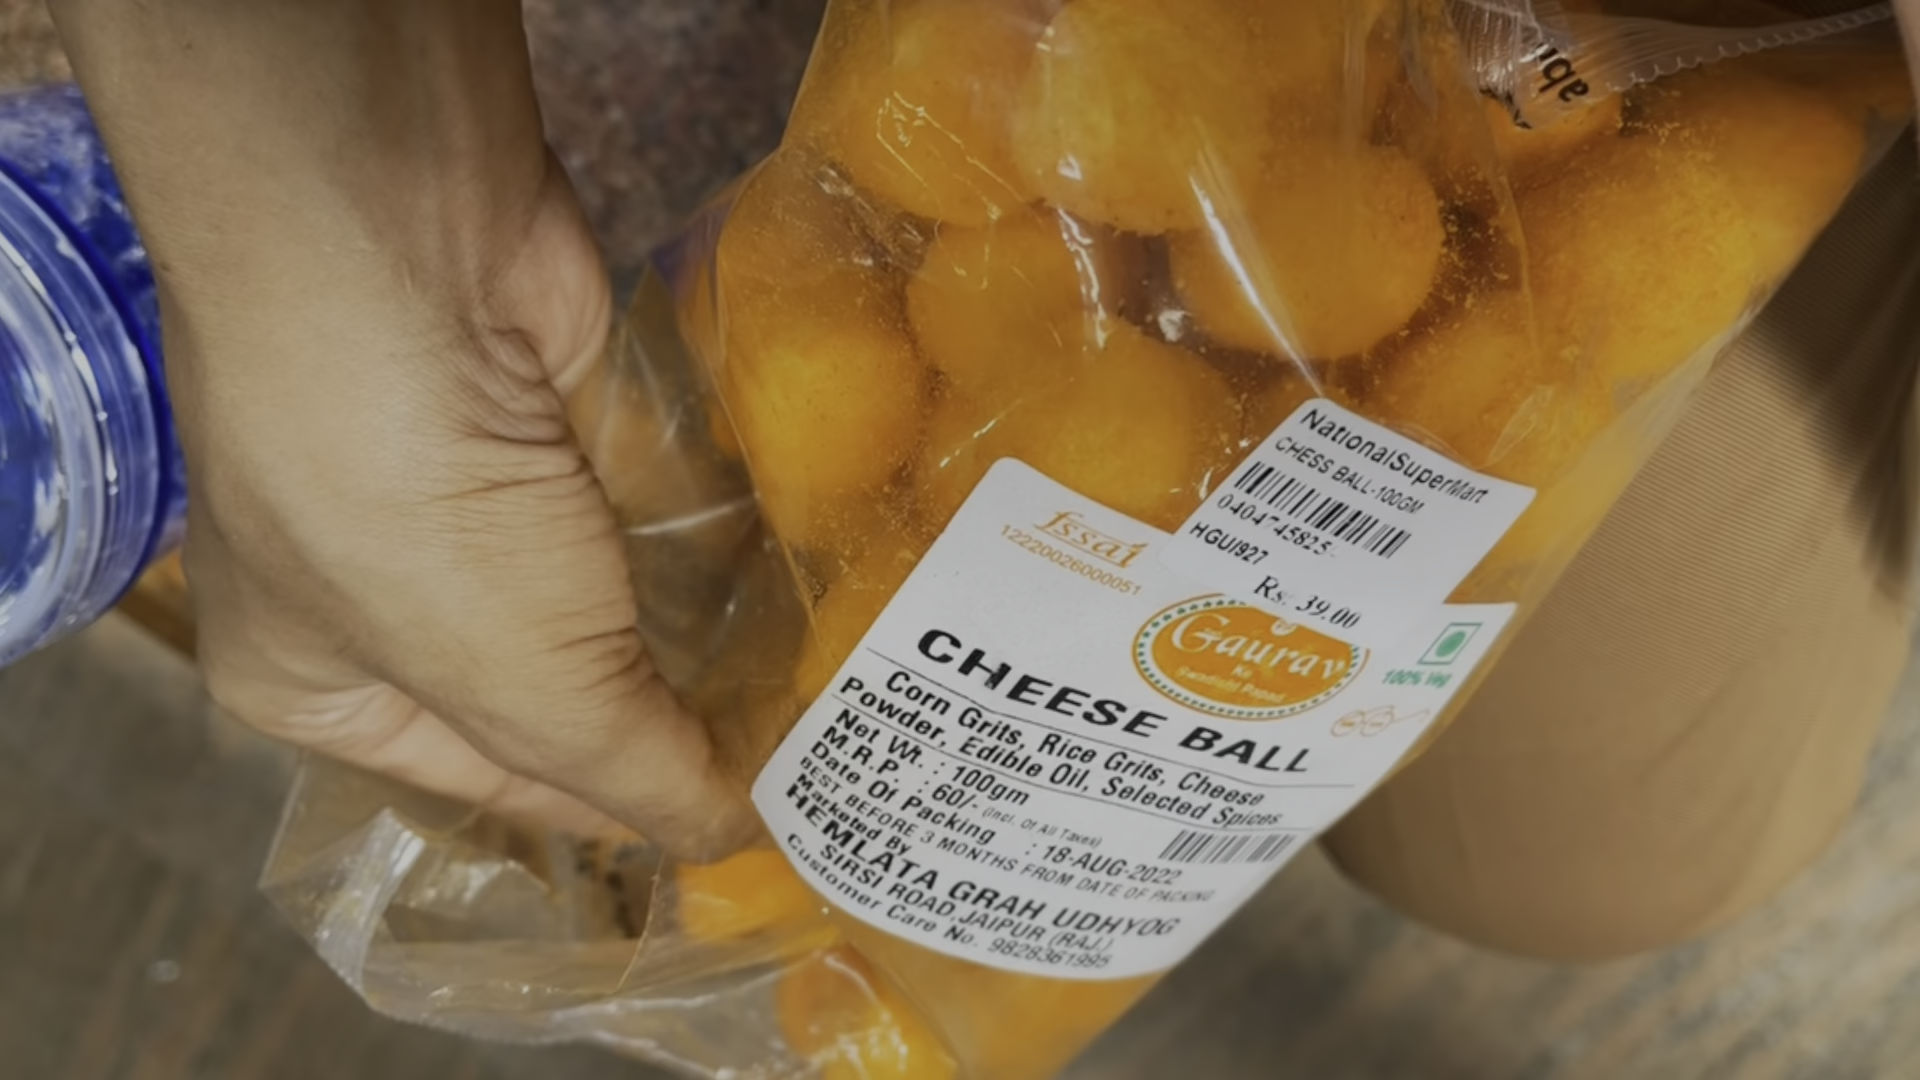 NationalSuperMart
CHESS BALL-100GM
HGUI927
Rs. 39.00
fssai
12220026000051
Gaurav
Ke
Swadisht Papad
100% Veg
CHEESE BALL
Corn Grits, Rice Grits, Cheese
Powder, Edible Oil, Selected Spices
Net Wt. : 100gm
M.R.P. : 60/- (Incl. Of All Taxes)
Date Of Packing : 18-AUG-2022
BEST BEFORE 3 MONTHS FROM DATE OF PACKING
Marketed By
HEMLATA GRAH UDHYOG
SIRSI ROAD, JAIPUR (RAJ.)
Customer Care No. 9828361995